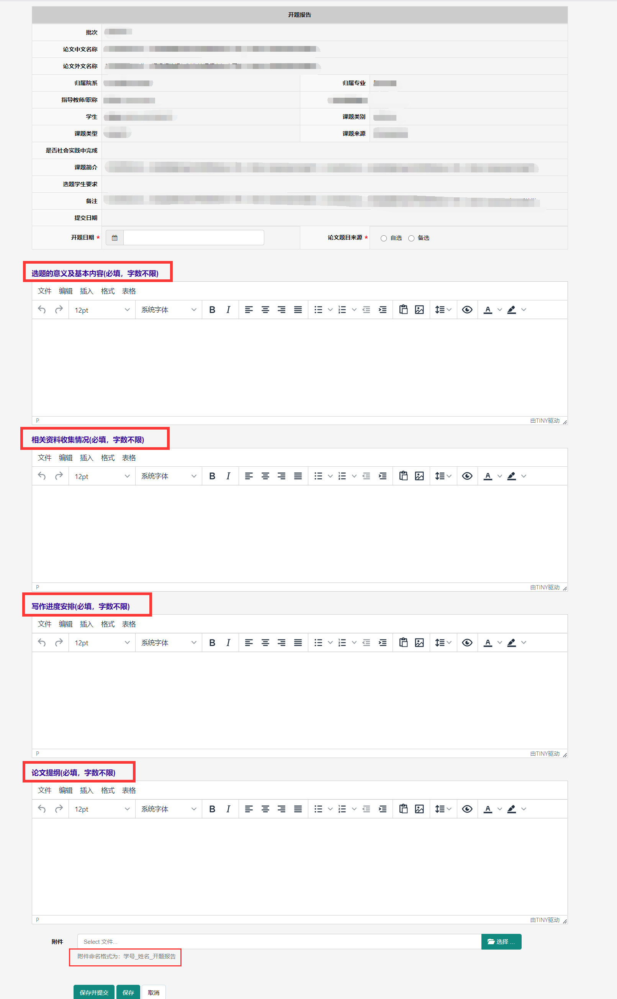 开题报告
批次
论文中文名称
论文外文名称
归属院系 归属专业
指导教师/职称
学生 课题类别
课题类型 课题来源
是否社会实践中完成
课题简介
选题学生要求
备注
提交日期
开题日期 * 论文题目来源 * 自选 备选
选题的意义及基本内容(必填，字数不限)
文件 编辑 插入 格式 表格
12pt 系统字体 B I A
P 由TINY驱动
相关资料收集情况(必填，字数不限)
文件 编辑 插入 格式 表格
12pt 系统字体 B I A
P 由TINY驱动
写作进度安排(必填，字数不限)
文件 编辑 插入 格式 表格
12pt 系统字体 B I A
P 由TINY驱动
论文提纲(必填，字数不限)
文件 编辑 插入 格式 表格
12pt 系统字体 B I A
P 由TINY驱动
附件 Select 文件... 选择 ...
附件命名格式为：学号_姓名_开题报告
保存并提交 保存 取消